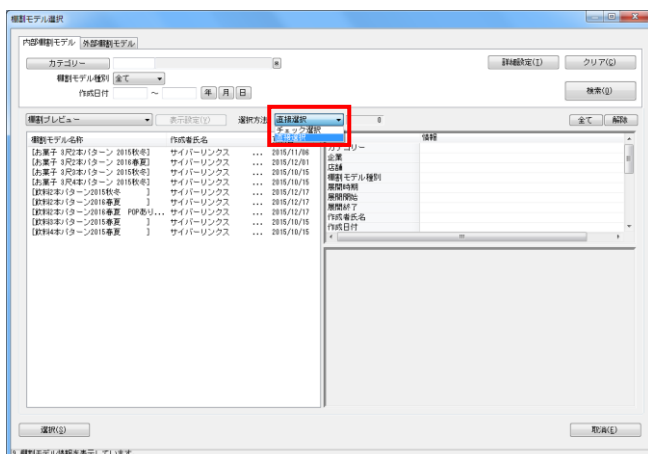 棚割モデル選択
内部棚割モデル 外部棚割モデル
カテゴリー 詳細設定(I) クリア(C)
棚割モデル種別 全て
作成日付 ～ 年 月 日 検索(Q)
棚割プレビュー 表示設定(V) 選択方法 直接選択 0 全て 解除
チェック選択
直接選択
棚割モデル名称 作成者氏名 情報
[お菓子 3尺2本パターン 2015秋冬] サイバーリンクス ... 2015/11/06 カテゴリー
[お菓子 3尺2本パターン 2016春夏] サイバーリンクス ... 2015/12/01 企業
[お菓子 3尺3本パターン 2015秋冬] サイバーリンクス ... 2015/10/15 店舗
[お菓子 3尺4本パターン 2015秋冬] サイバーリンクス ... 2015/10/15 棚割モデル種別
[飲料2本パターン2015秋冬 ] サイバーリンクス ... 2015/12/17 展開時期
[飲料2本パターン2016春夏 ] サイバーリンクス ... 2015/12/17 展開開始
[飲料2本パターン2016春夏 POPあり... サイバーリンクス ... 2015/12/17 展開終了
[飲料3本パターン2015春夏 ] サイバーリンクス ... 2015/10/15 作成者氏名
[飲料4本パターン2015春夏 ] サイバーリンクス ... 2015/10/15 作成日付
選択(S) 取消(E)
棚割モデル情報を表示しています